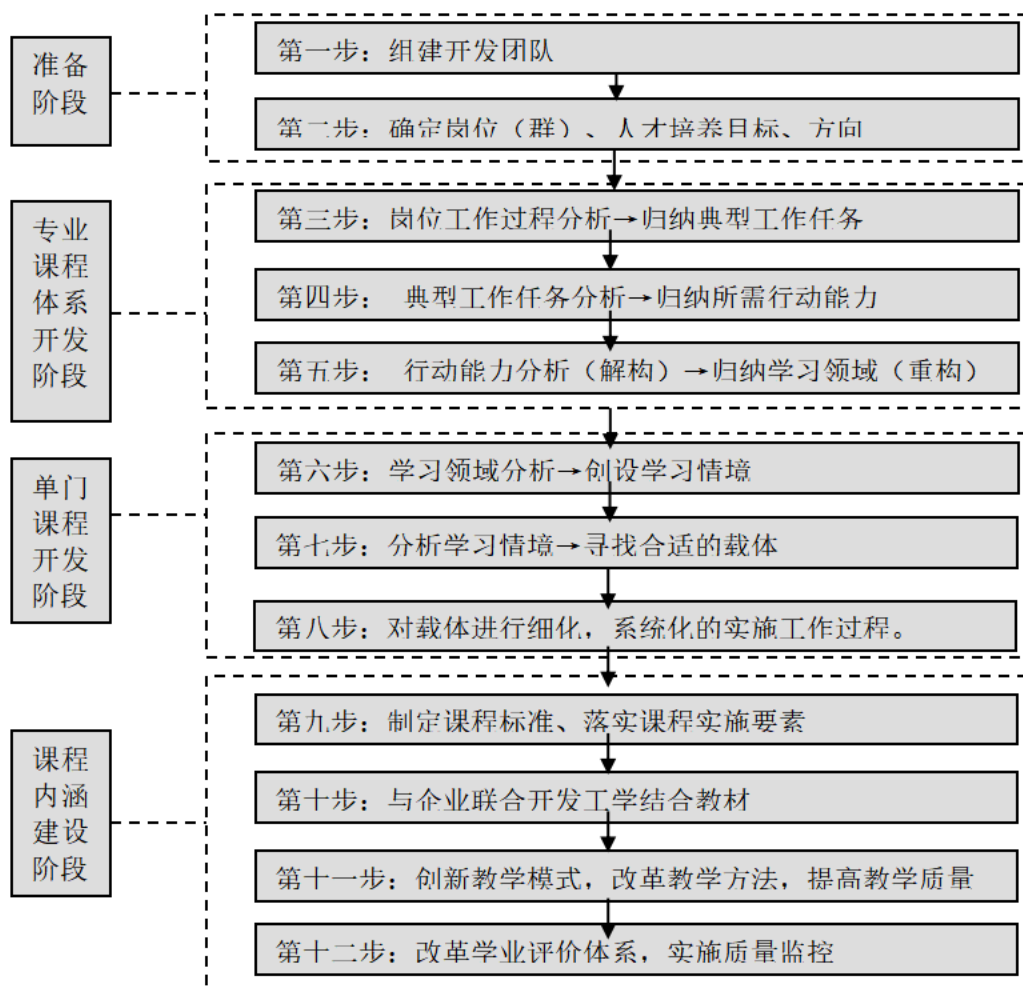 准备
阶段
第一步：组建开发团队
第二步：确定岗位（群）、人才培养目标、方向
专业
课程
体系
开发
阶段
第三步：岗位工作过程分析→归纳典型工作任务
第四步： 典型工作任务分析→归纳所需行动能力
第五步： 行动能力分析（解构）→归纳学习领域（重构）
单门
课程
开发
阶段
第六步：学习领域分析→创设学习情境
第七步：分析学习情境→寻找合适的载体
第八步：对载体进行细化，系统化的实施工作过程。
课程
内涵
建设
阶段
第九步：制定课程标准、落实课程实施要素
第十步：与企业联合开发工学结合教材
第十一步：创新教学模式，改革教学方法，提高教学质量
第十二步：改革学业评价体系，实施质量监控